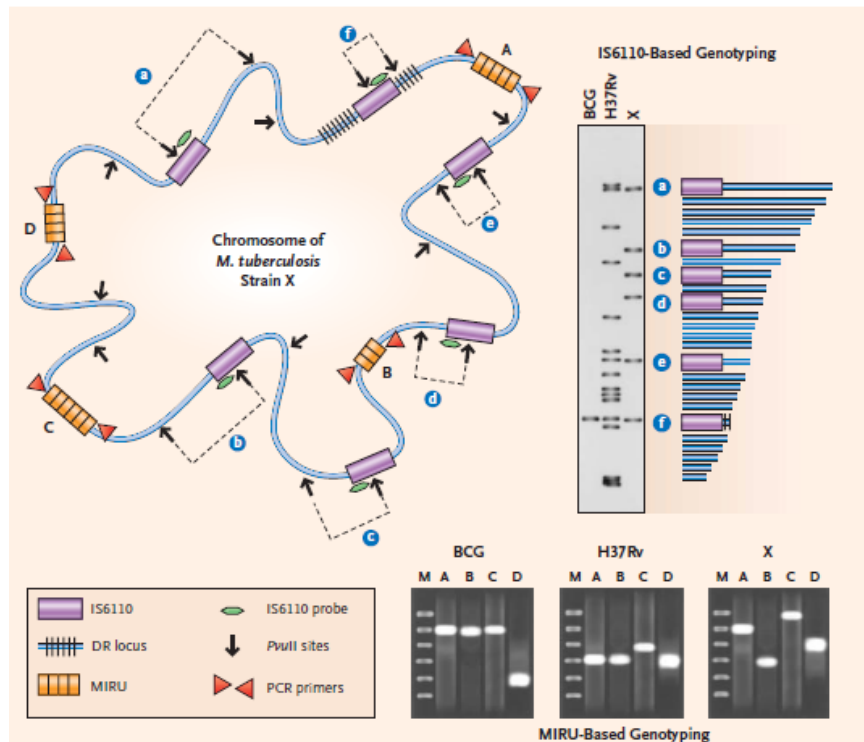 IS6110-Based Genotyping
BCG
H37Rv
X
a
f
A
e
D
Chromosome of
M. tuberculosis
Strain X
B
d
C
b
c
a
b
c
d
e
f
BCG
M A B C D
H37Rv
M A B C D
X
M A B C D
MIRU-Based Genotyping
IS6110
IS6110 probe
DR locus
PvuII sites
MIRU
PCR primers